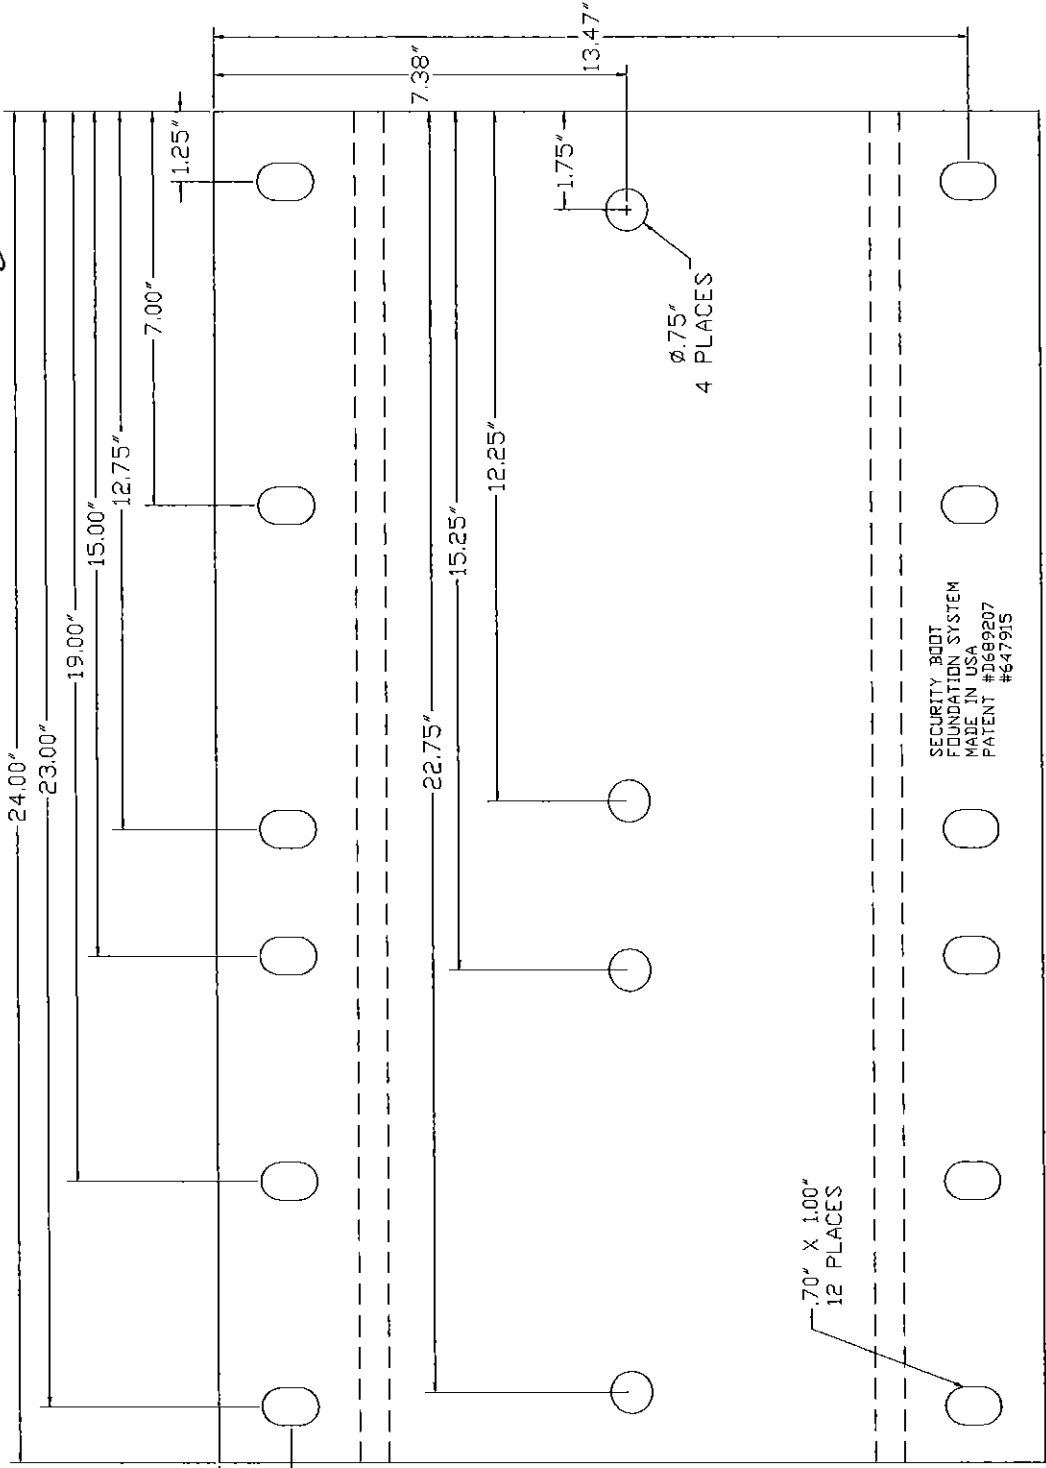 24.00"
23.00"
19.00"
15.00"
12.75"
7.00"
1.25"
22.75"
15.25"
12.25"
1.75"
7.38"
13.47"
Ø.75"
4 PLACES
.70" X 1.00"
12 PLACES
SECURITY BOOT
FOUNDATION SYSTEM
MADE IN USA
PATENT #D689207
#647915